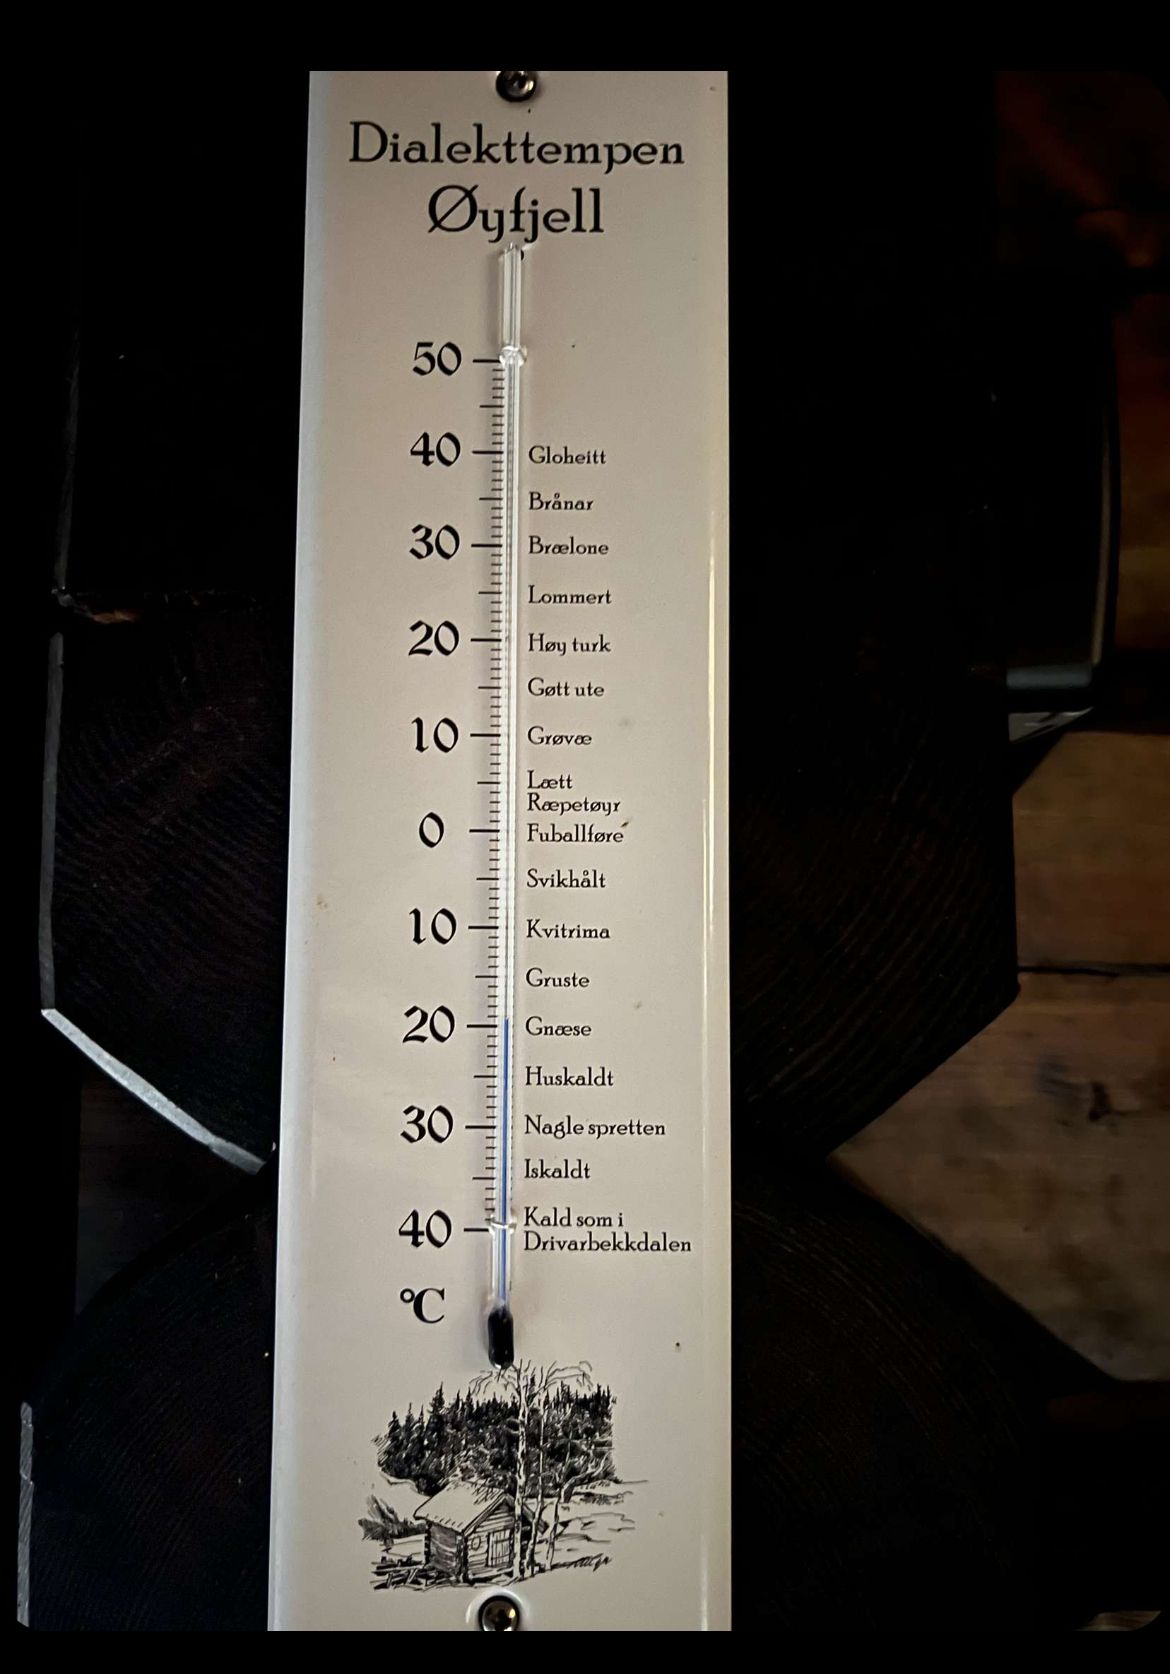 Dialekttempen
Øyfjell
50
40 Gloheitt
Brånar
30 Brælone
Lommert
20 Høy turk
Gøtt ute
10 Grøvæ
Lætt
Ræpetøyr
0 Fuballføre
Svikhålt
10 Kvitrima
Gruste
20 Gnæse
Huskaldt
30 Nagle spretten
Iskaldt
40 Kald som i
Drivarbekkdalen
°C